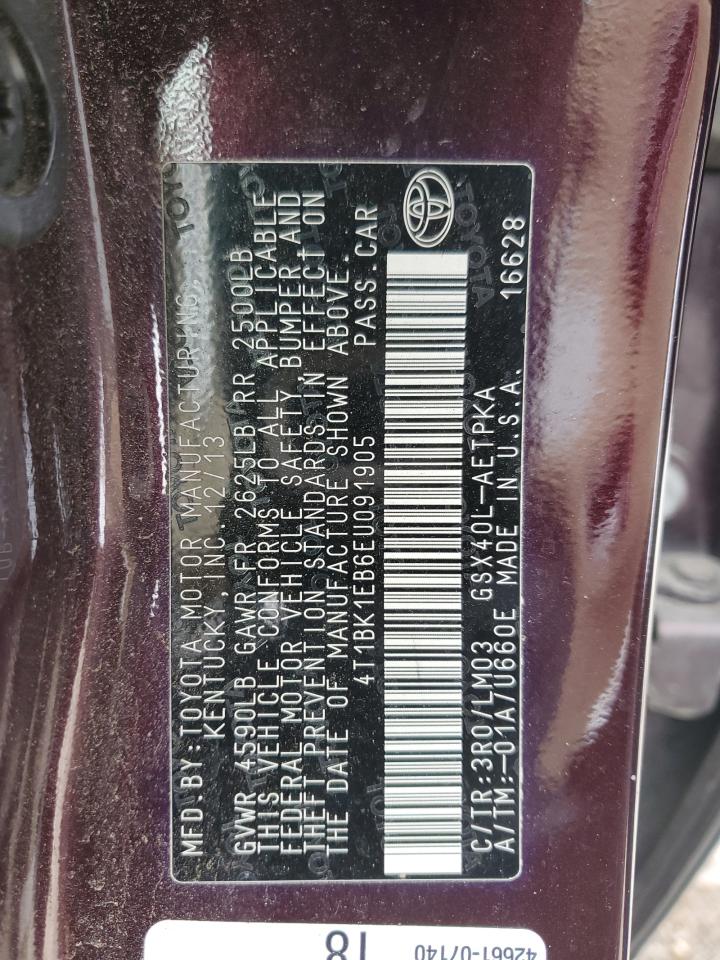 MFD.BY:TOYOTA MOTOR MANUFACTURING,
KENTUCKY,INC. 12/13
GVWR 4590LB GAWR FR 2625LB RR 2500LB
THIS VEHICLE CONFORMS TO ALL APPLICABLE
FEDERAL MOTOR VEHICLE SAFETY, BUMPER,AND
THEFT PREVENTION STANDARDS IN EFFECT ON
THE DATE OF MANUFACTURE SHOWN ABOVE.
4T1BK1EB6EU091905 PASS.CAR
C/TR:3R0/LM03 GSX40L-AETPKA 16628
A/TM:-01A/U660E MADE IN U.S.A.
42661-07140